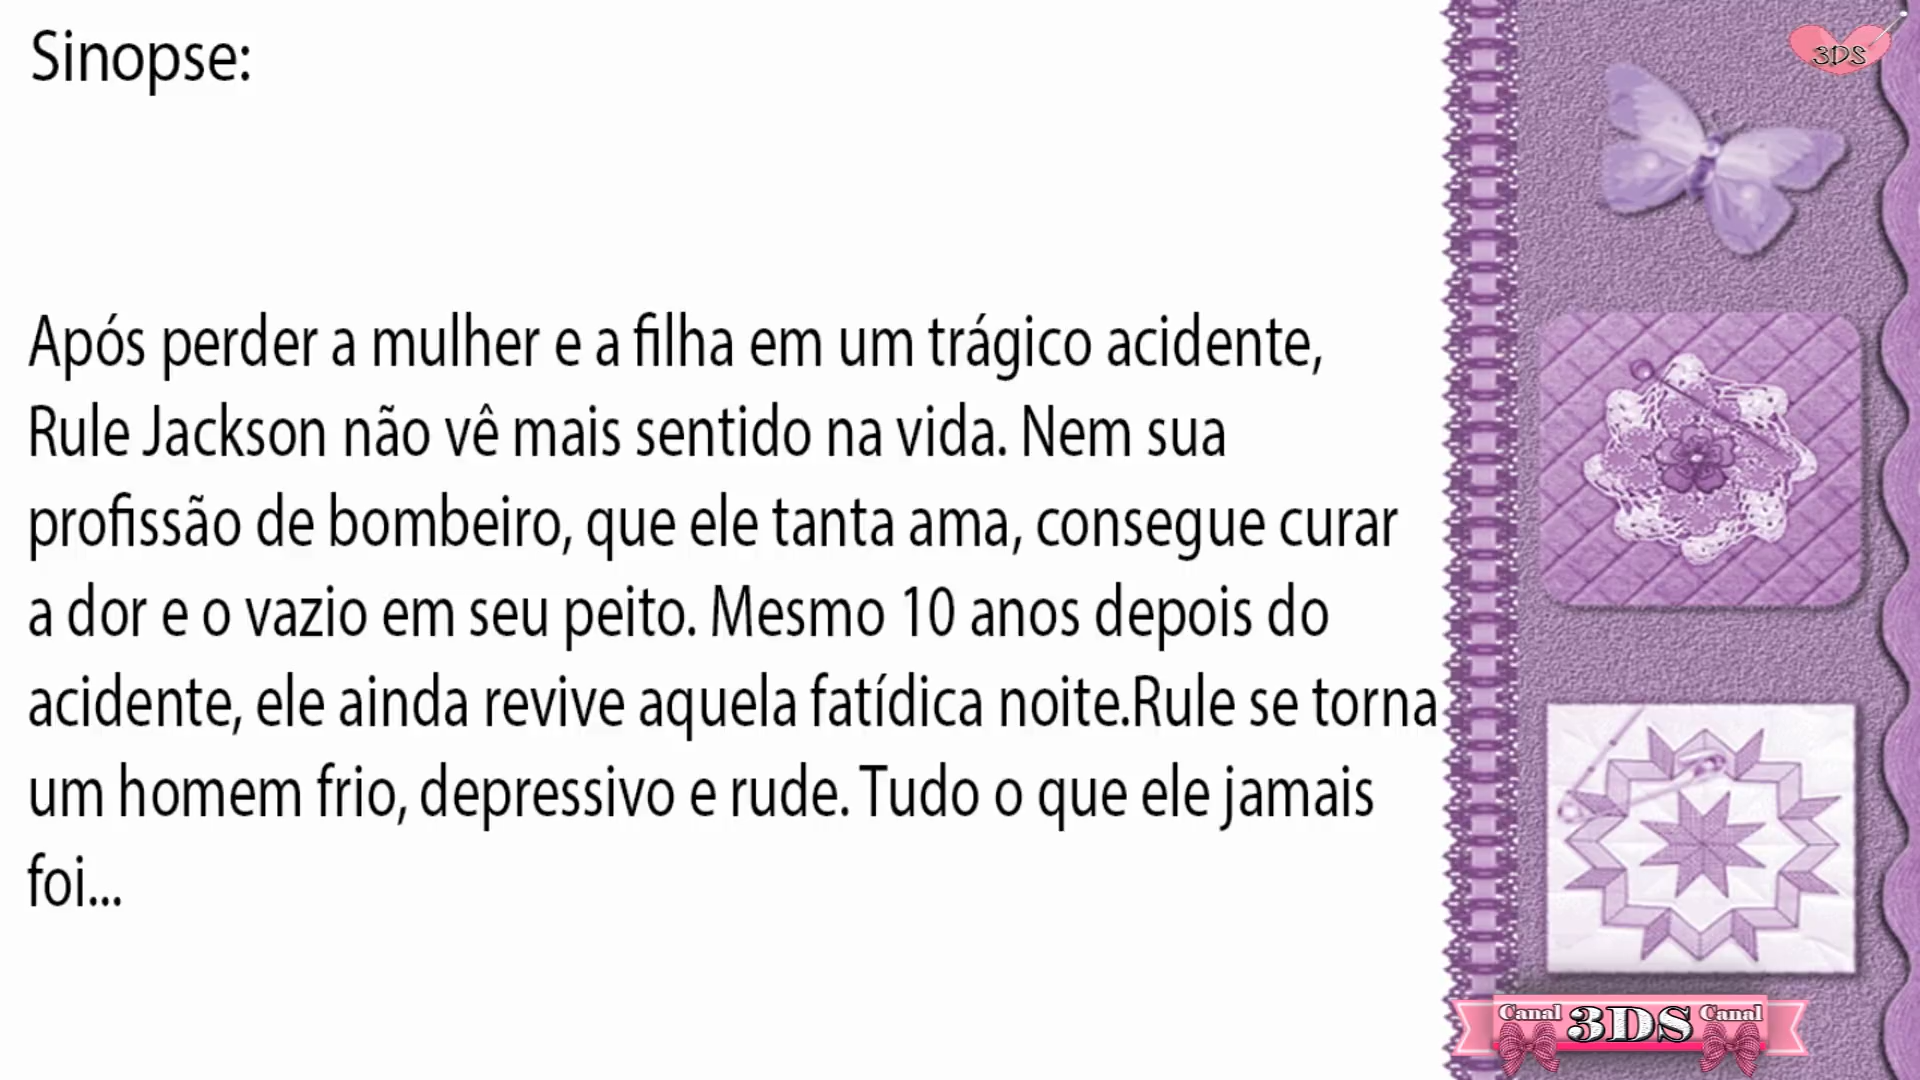 Sinopse:
Após perder a mulher e a filha em um trágico acidente,
Rule Jackson não vê mais sentido na vida. Nem sua
profissão de bombeiro, que ele tanta ama, consegue curar
a dor e o vazio em seu peito. Mesmo 10 anos depois do
acidente, ele ainda revive aquela fatídica noite.Rule se torna
um homem frio, depressivo e rude. Tudo o que ele jamais
foi...
3DS
Canal 3DS Canal